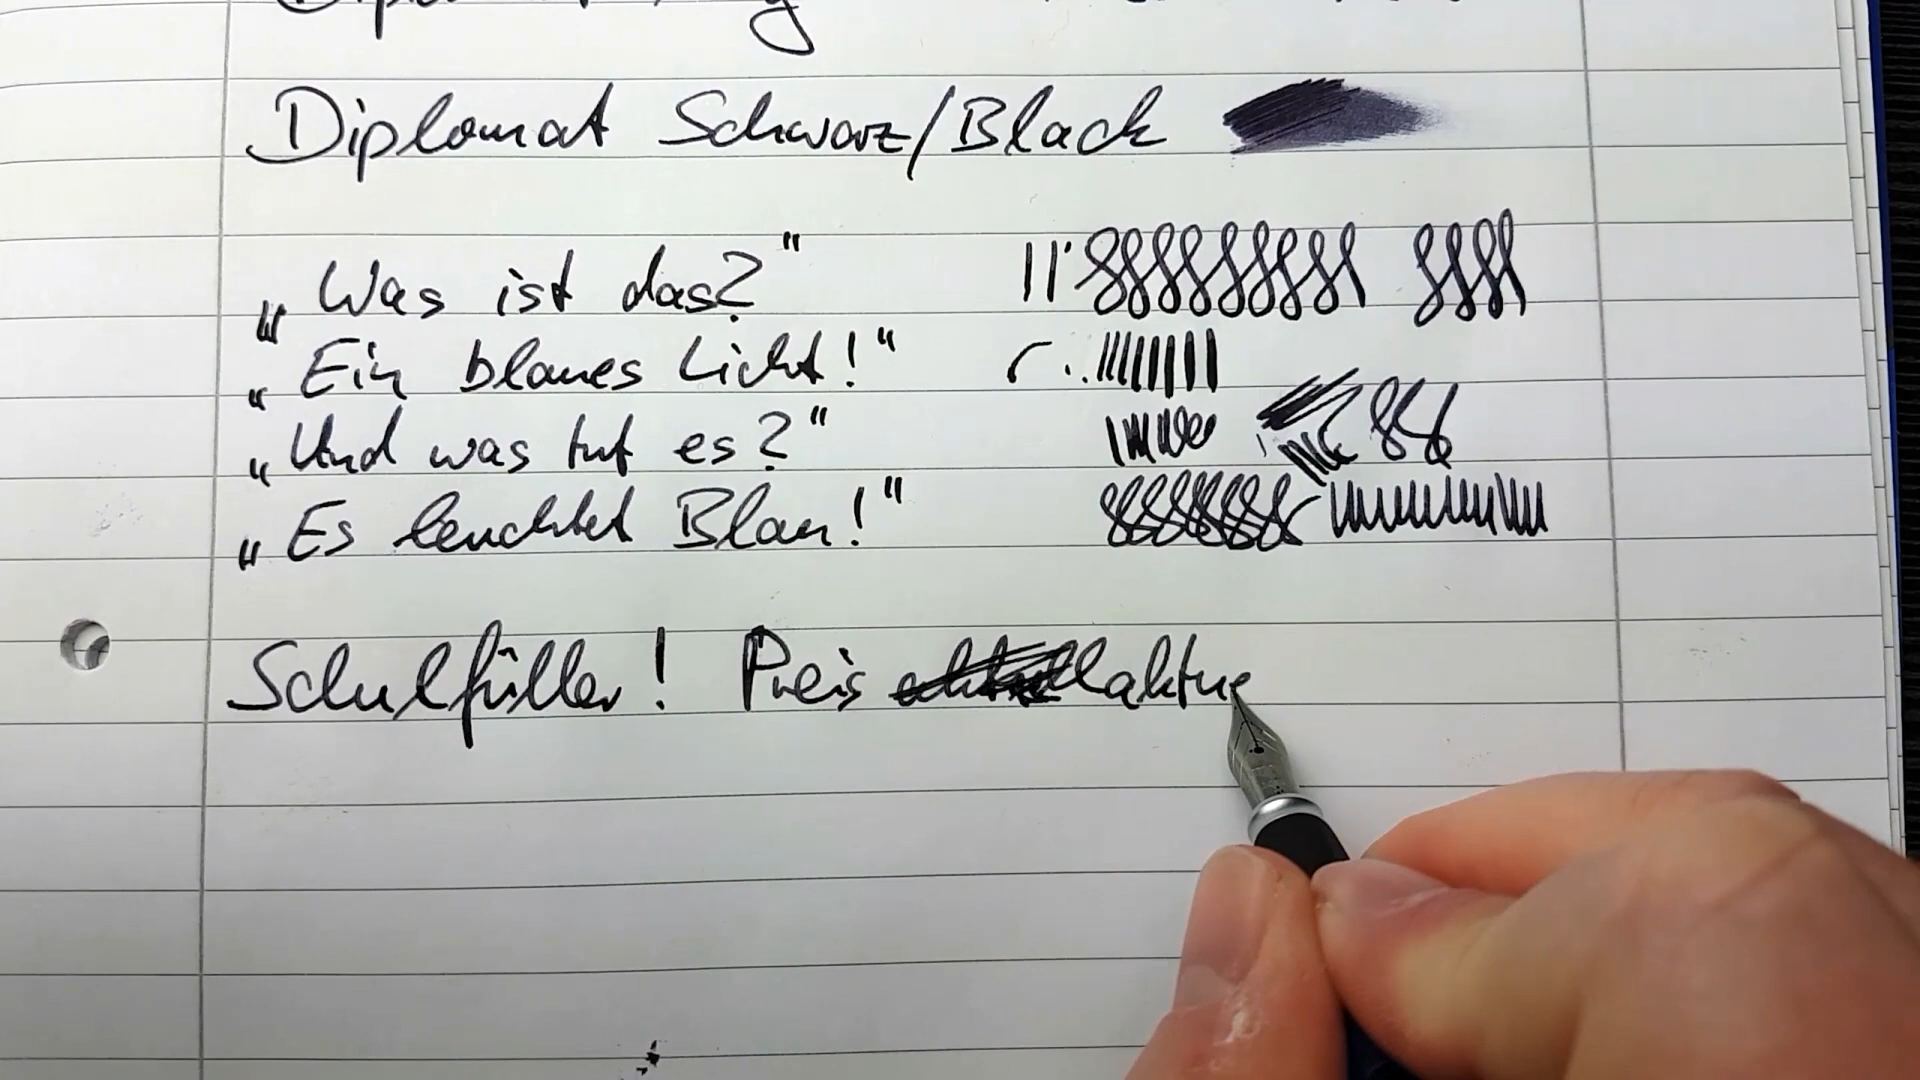 Diplomat Schwarz/Black
„Was ist das?“
„Ein blaues Licht!“
„Und was tut es?“
„Es leuchtet Blau!“
Schulfüller! Preis aktue